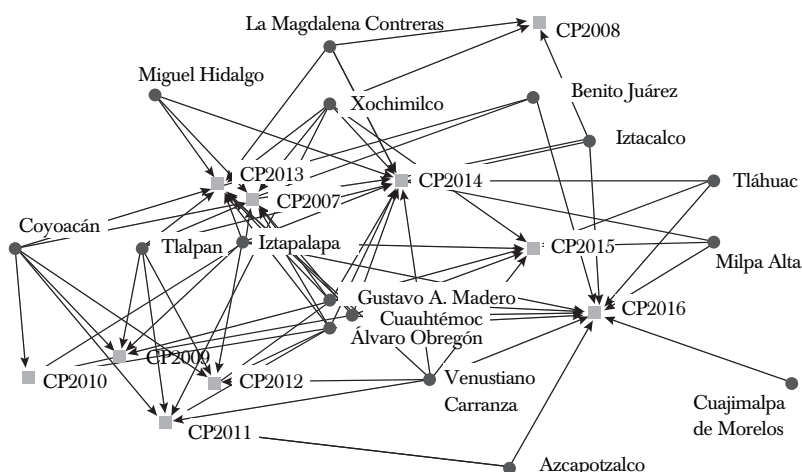 La Magdalena Contreras
CP2008
Miguel Hidalgo
Xochimilco
Benito Juárez
Iztacalco
CP2013
CP2014
Tláhuac
CP2007
Coyoacán
Tlalpan
Iztapalapa
CP2015
Milpa Alta
Gustavo A. Madero
CP2016
Cuauhtémoc
Álvaro Obregón
CP2009
CP2010
CP2012
Venustiano
Carranza
Cuajimalpa
de Morelos
CP2011
Azcapotzalco